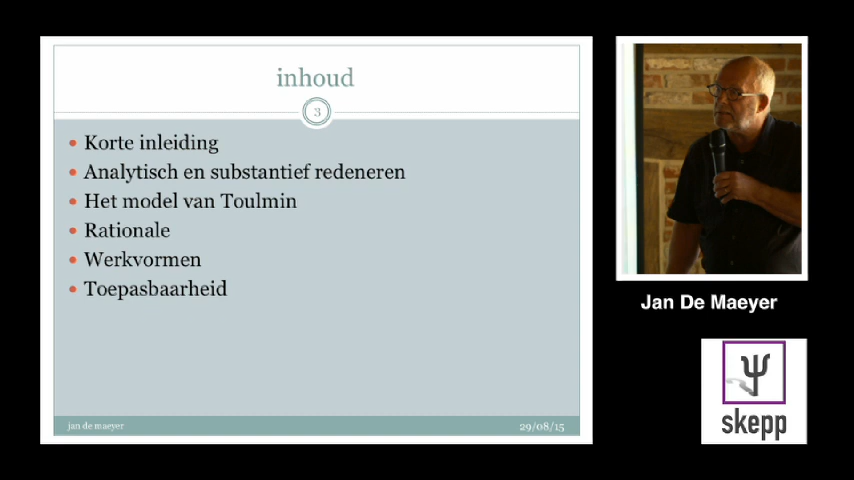 inhoud
3
Korte inleiding
Analytisch en substantief redeneren
Het model van Toulmin
Rationale
Werkvormen
Toepasbaarheid
jan de maeyer
29/08/15
Jan De Maeyer
skepp